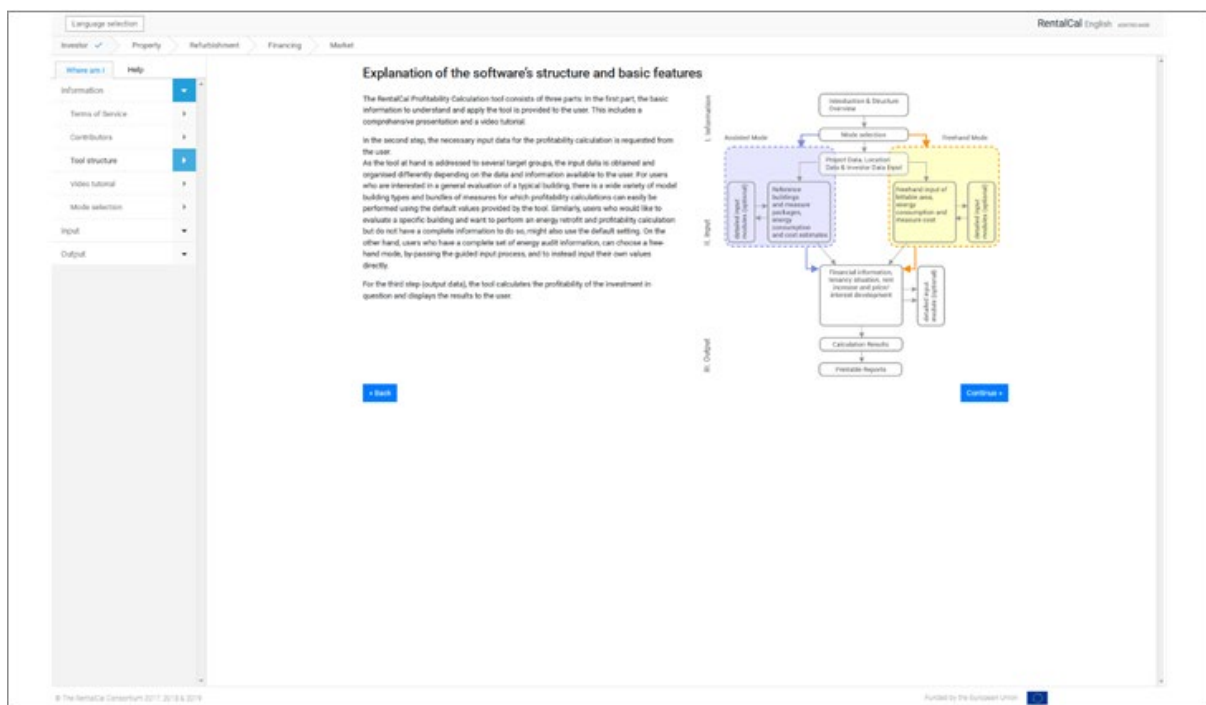 Language selection
RentalCal English
Investor
Property
Refurbishment
Financing
Market
Where am I
Help
Information
Terms of Service
Contributors
Tool structure
Video tutorial
Mode selection
Input
Output
Explanation of the software's structure and basic features
The RentalCal Profitability Calculation tool consists of three parts: In the first part, the basic
information to understand and apply the tool is provided to the user. This includes a
comprehensive presentation and a video tutorial.
In the second step, the necessary input data for the profitability calculation is requested from
the user.
As the tool at hand is addressed to several target groups, the input data is obtained and
organised differently depending on the data and information available to the user. For users
who are interested in a general evaluation of a typical building, there is a wide variety of model
building types and bundles of measures for which profitability calculations can easily be
performed using the default values provided by the tool. Similarly, users who would like to
evaluate a specific building and want to perform an energy retrofit and profitability calculation
but do not have a complete information to do so, might also use the default setting. On the
other hand, users who have a complete set of energy audit information, can choose a free-
hand mode, by-passing the guided input process, and to instead input their own values
directly.
For the third step (output data), the tool calculates the profitability of the investment in
question and displays the results to the user.
« Back
Continue »
I. Information
II. Input
III. Output
Introduction & Structure
Overview
Mode selection
Assisted Mode
Freehand Mode
Project Data, Location
Data & Investor Data Input
detailed input
modules (optional)
Reference
buildings
and measure
packages,
energy
consumption
and cost estimates
Freehand input of
billable area,
energy
consumption and
measure cost
detailed input
modules (optional)
Financial information,
tenancy situation, rent
increase and price/
interest development
detailed input
module (optional)
Calculation Results
Printable Reports
© The RentalCal Consortium 2017, 2018 & 2019
Funded by the European Union